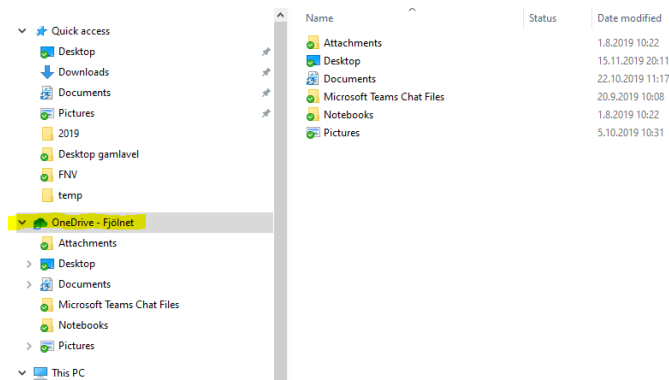 Quick access
Desktop
Downloads
Documents
Pictures
2019
Desktop gamlavel
FNV
temp
OneDrive - Fjölnet
Attachments
Desktop
Documents
Microsoft Teams Chat Files
Notebooks
Pictures
This PC
Name Status Date modified
Attachments 1.8.2019 10:22
Desktop 15.11.2019 20:11
Documents 22.10.2019 11:17
Microsoft Teams Chat Files 20.9.2019 10:08
Notebooks 1.8.2019 10:22
Pictures 5.10.2019 10:31